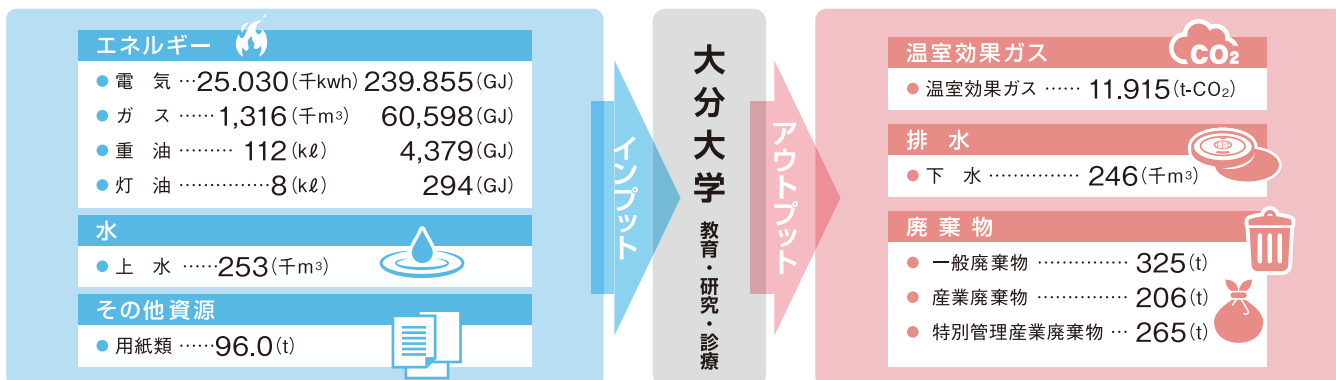 エネルギー
● 電 気 …25.030(千kwh) 239.855(GJ)
● ガ ス ……1,316(千m³) 60,598(GJ)
● 重 油 ……… 112(kℓ) 4,379(GJ)
● 灯 油 ……………8(kℓ) 294(GJ)
水
● 上 水 ……253(千m³)
その他資源
● 用紙類 ……96.0(t)
インプット
大分大学
教育・研究・診療
アウトプット
温室効果ガス
CO₂
● 温室効果ガス …… 11.915(t-CO₂)
排 水
● 下 水 …………… 246(千m³)
廃 棄 物
● 一般廃棄物 …………… 325(t)
● 産業廃棄物 …………… 206(t)
● 特別管理産業廃棄物 … 265(t)